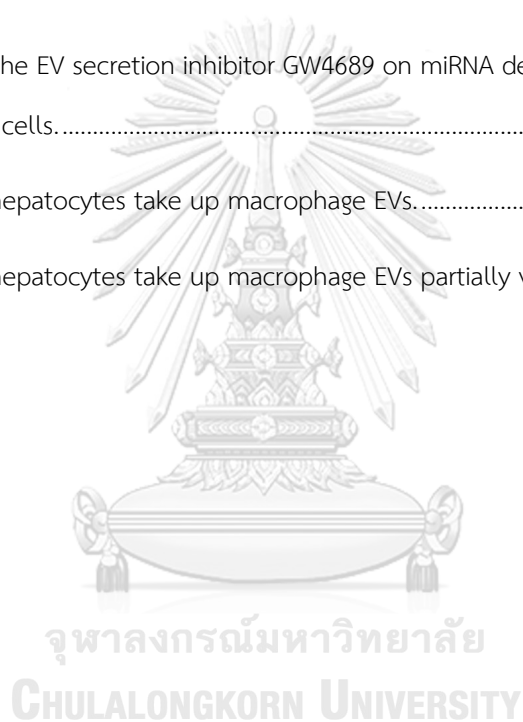 he EV secretion inhibitor GW4689 on miRNA de
cells.......................................................................................
hepatocytes take up macrophage EVs...................
hepatocytes take up macrophage EVs partially v
จุฬาลงกรณ์มหาวิทยาลัย
CHULALONGKORN UNIVERSITY